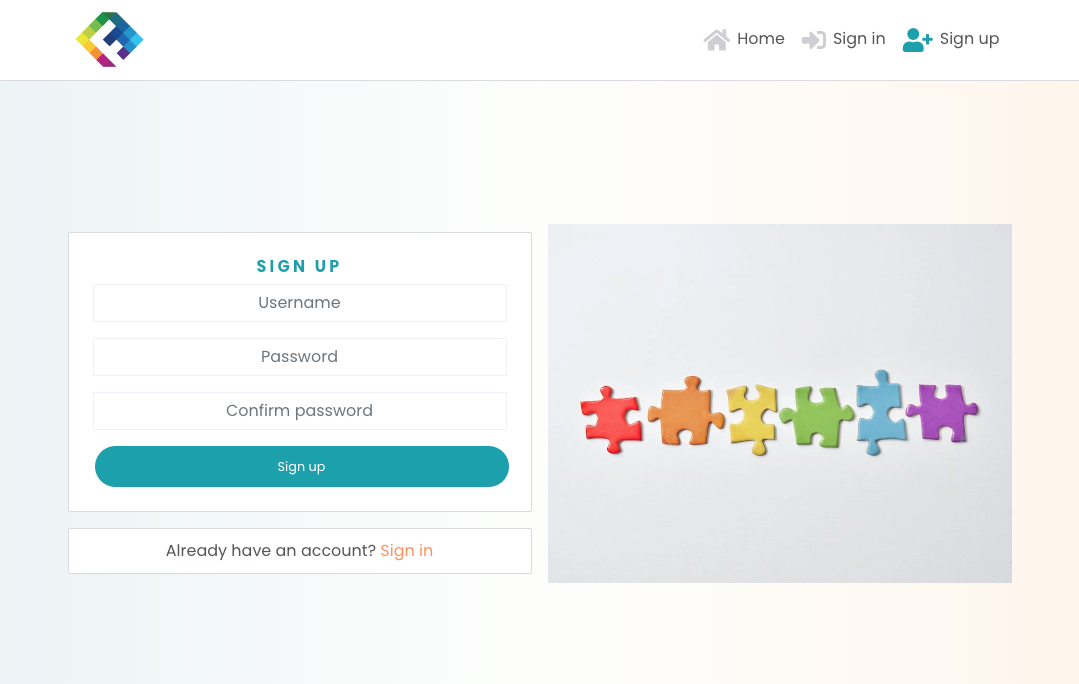 Home
Sign in
Sign up
SIGN UP
Username
Password
Confirm password
Sign up
Already have an account? Sign in